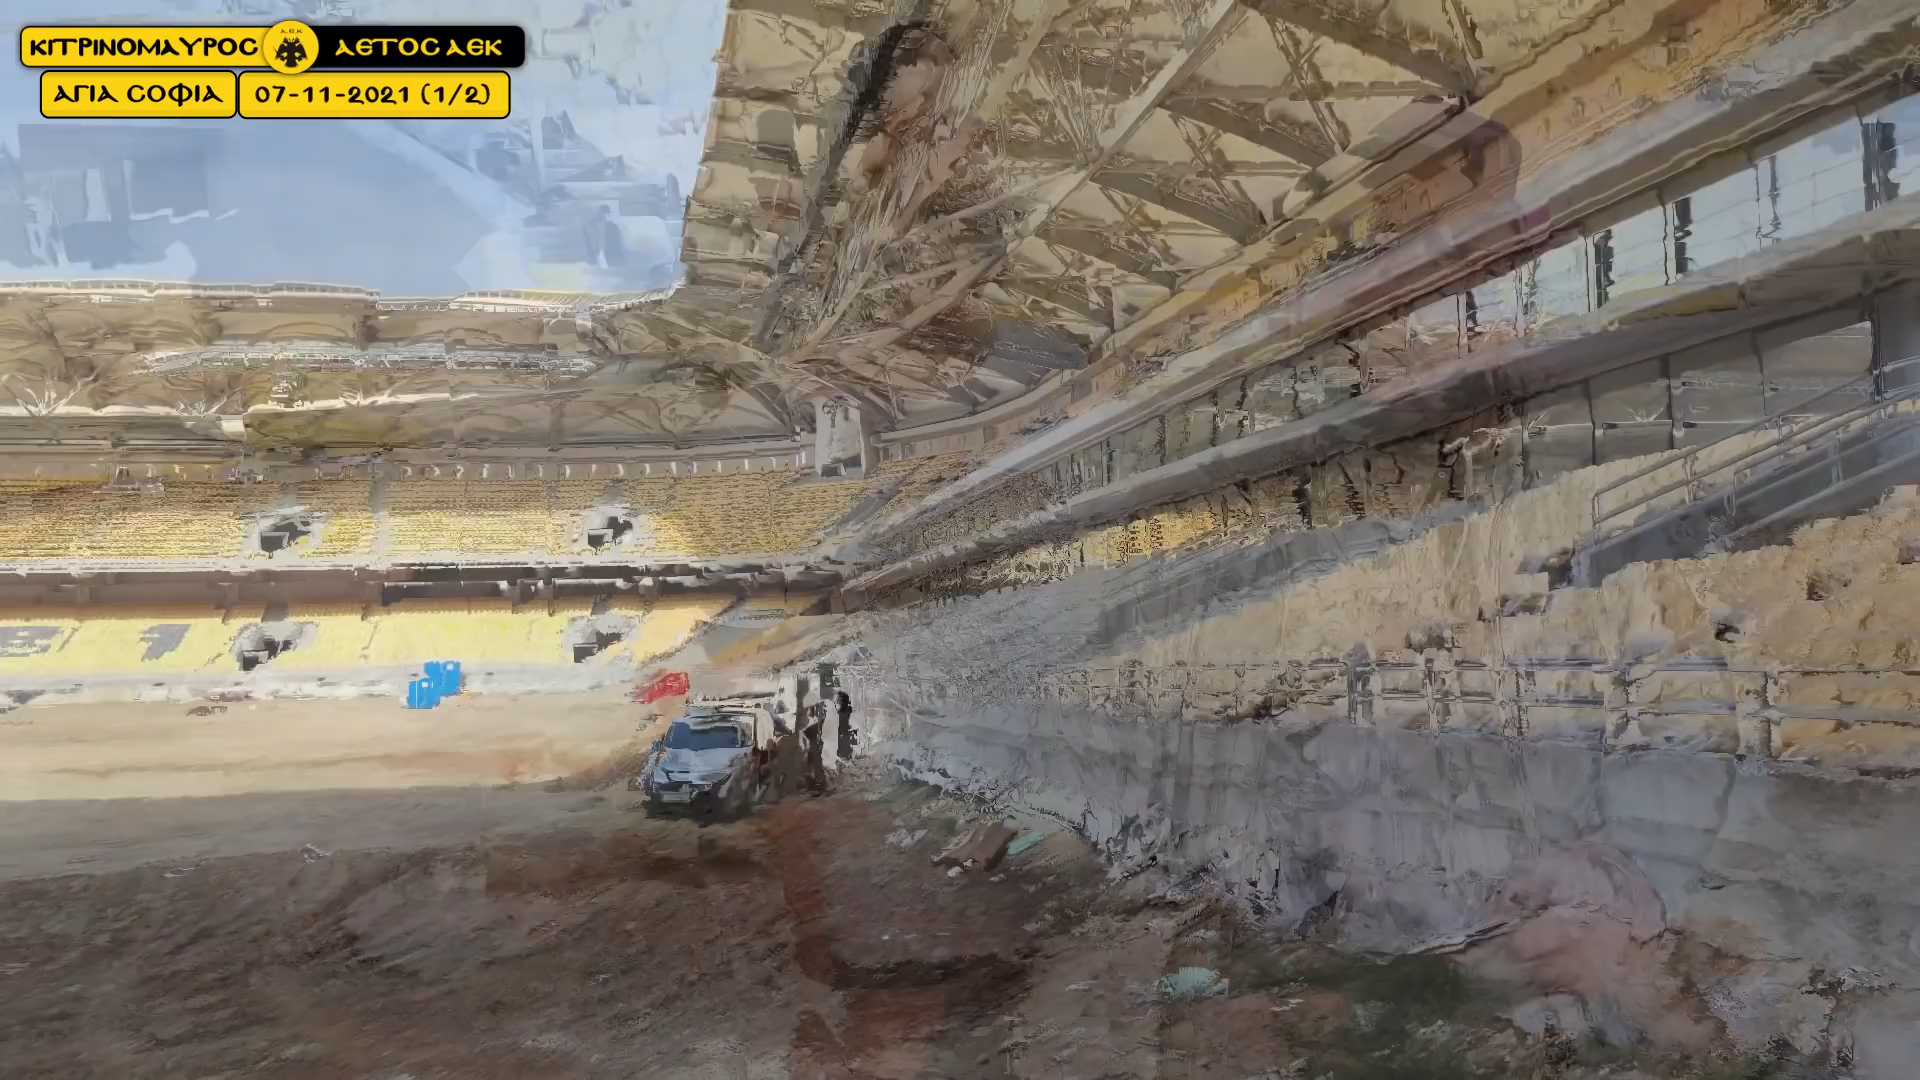 ΚΙΤΡΙΝΟΜΑΥΡΟΣ Α.Ε.Κ ΑΕΤΟΣ ΑΕΚ
ΑΓΙΑ ΣΟΦΙΑ 07-11-2021 (1/2)